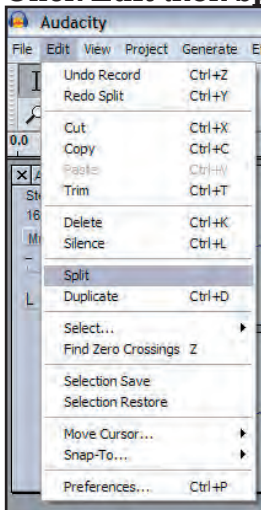 Audacity
File Edit View Project Generate
Undo Record Ctrl+Z
Redo Split Ctrl+Y
0.0
Cut Ctrl+X
Copy Ctrl+C
Paste Ctrl+V
Trim Ctrl+T
Delete Ctrl+K
Silence Ctrl+L
Split
Duplicate Ctrl+D
Select...
Find Zero Crossings Z
Selection Save
Selection Restore
Move Cursor...
Snap-To...
Preferences... Ctrl+P